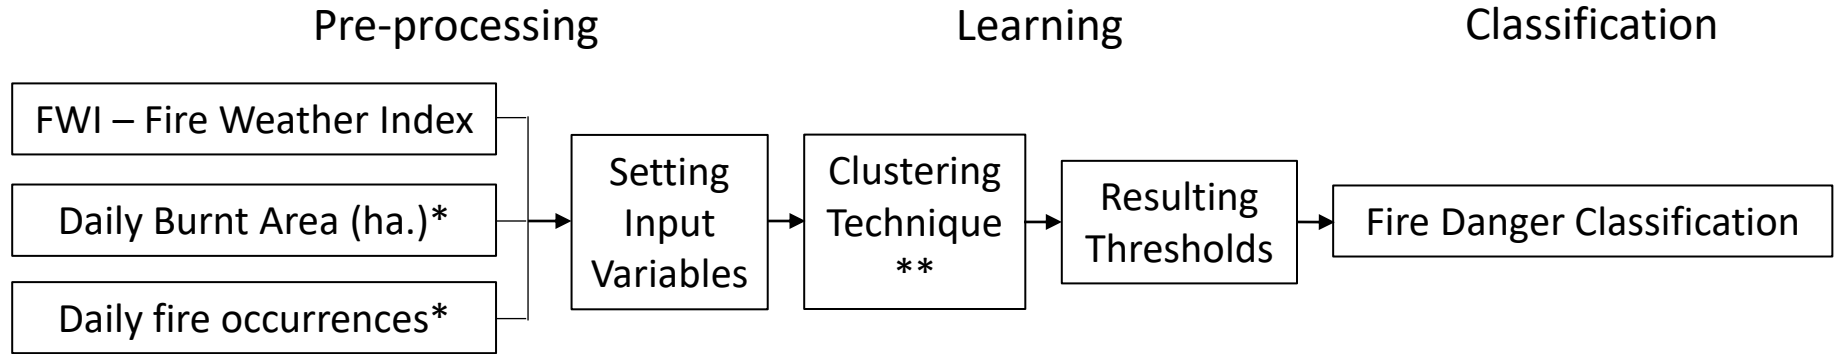 Pre-processing
Learning
Classification
FWI – Fire Weather Index
Daily Burnt Area (ha.)*
Daily fire occurrences*
Setting
Input
Variables
Clustering
Technique
**
Resulting
Thresholds
Fire Danger Classification